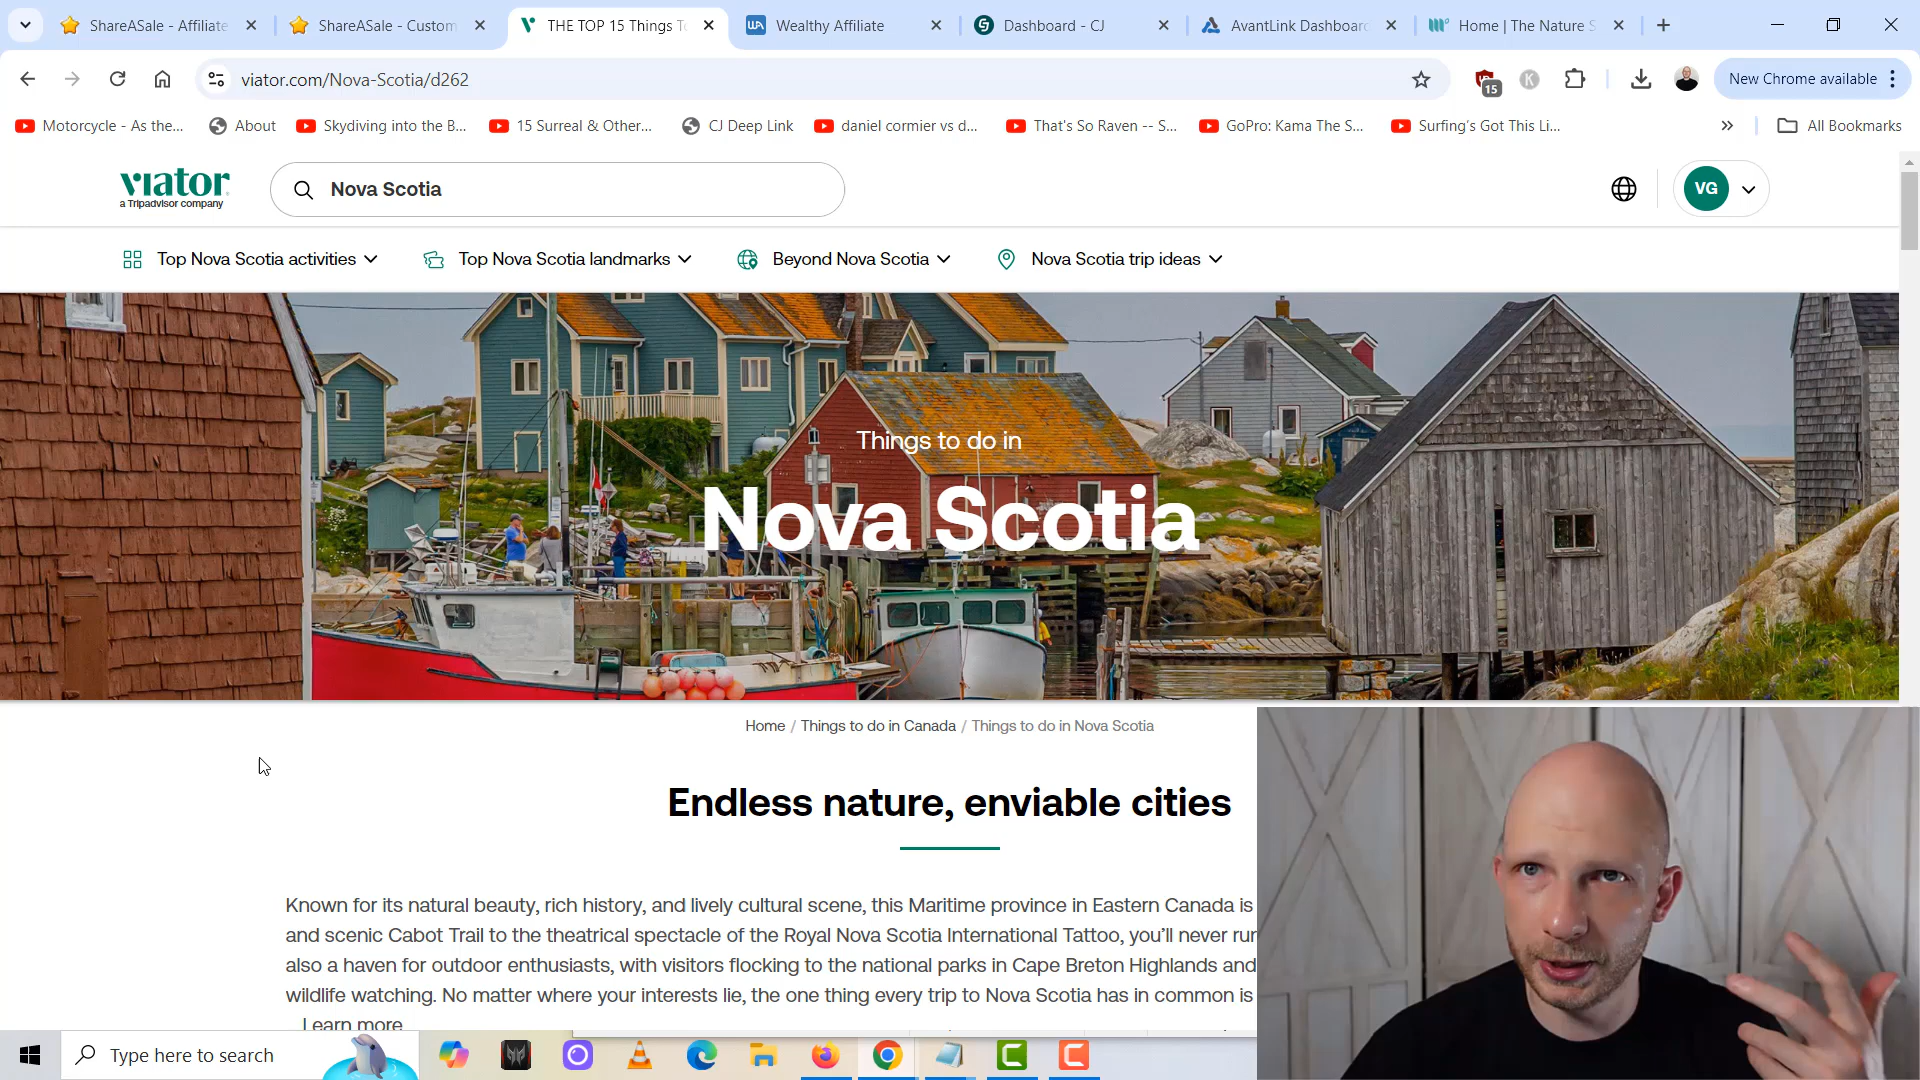 ShareASale - Affiliate
ShareASale - Custom
THE TOP 15 Things T
Wealthy Affiliate
Dashboard - CJ
AvantLink Dashboard
Home | The Nature S
viator.com/Nova-Scotia/d262
15
K
New Chrome available
Motorcycle - As the...
About
Skydiving into the B...
15 Surreal & Other...
CJ Deep Link
daniel cormier vs d...
That's So Raven -- S...
GoPro: Kama The S...
Surfing's Got This Li...
All Bookmarks
viator
a Tripadvisor company
Nova Scotia
VG
Top Nova Scotia activities
Top Nova Scotia landmarks
Beyond Nova Scotia
Nova Scotia trip ideas
Things to do in
Nova Scotia
Home / Things to do in Canada / Things to do in Nova Scotia
Endless nature, enviable cities
Known for its natural beauty, rich history, and lively cultural scene, this Maritime province in Eastern Canada is
and scenic Cabot Trail to the theatrical spectacle of the Royal Nova Scotia International Tattoo, you'll never run
also a haven for outdoor enthusiasts, with visitors flocking to the national parks in Cape Breton Highlands and
wildlife watching. No matter where your interests lie, the one thing every trip to Nova Scotia has in common is
Learn more
Type here to search